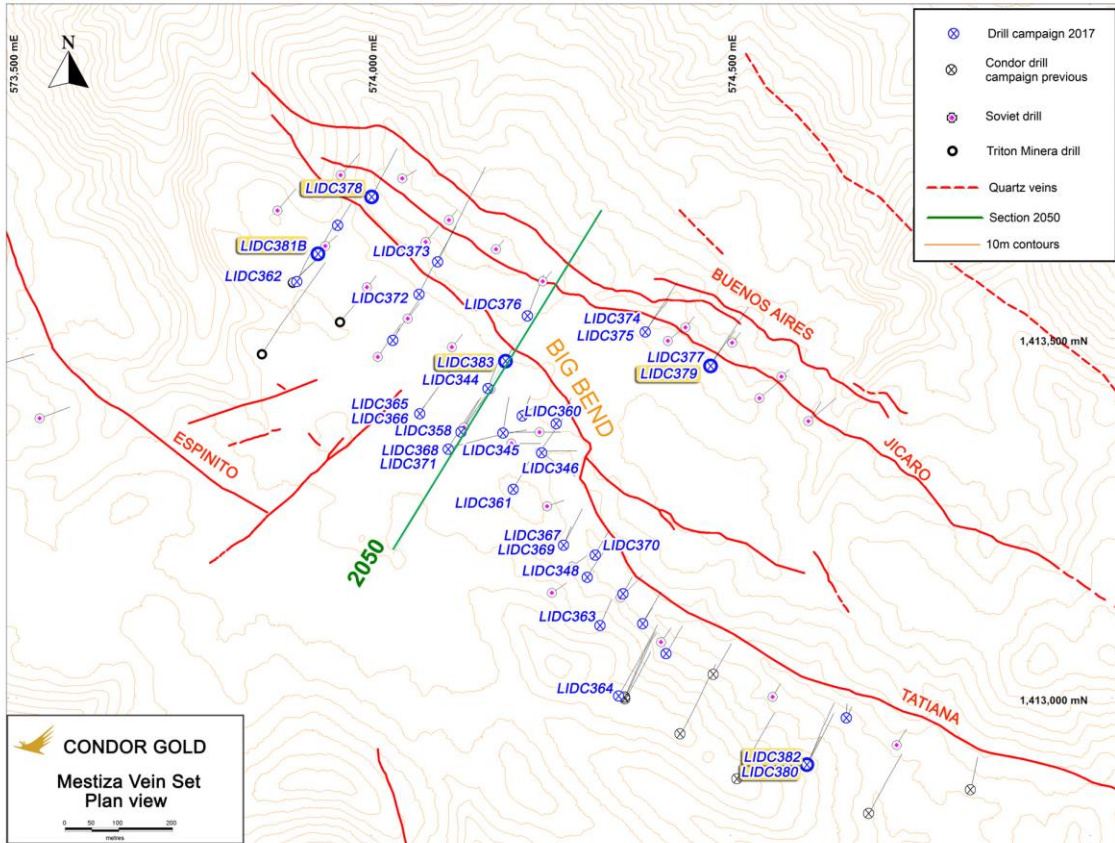 573,500 mE
574,000 mE
574,500 mE
N
Drill campaign 2017
Condor drill
campaign previous
Soviet drill
Triton Minera drill
Quartz veins
Section 2050
10m contours
LIDC378
LIDC381B
LIDC373
LIDC362
LIDC372
LIDC376
BUENOS AIRES
LIDC374
LIDC375
1,413,500 mN
LIDC377
LIDC379
BIG BEND
LIDC383
LIDC344
LIDC365
LIDC366
LIDC360
LIDC358
LIDC345
LIDC368
LIDC371
LIDC346
ESPINITO
JICARO
LIDC361
LIDC367
LIDC369
LIDC370
2050
LIDC348
LIDC363
LIDC364
TATIANA
1,413,000 mN
LIDC382
LIDC380
CONDOR GOLD
Mestiza Vein Set
Plan view
0 50 100 200
metres